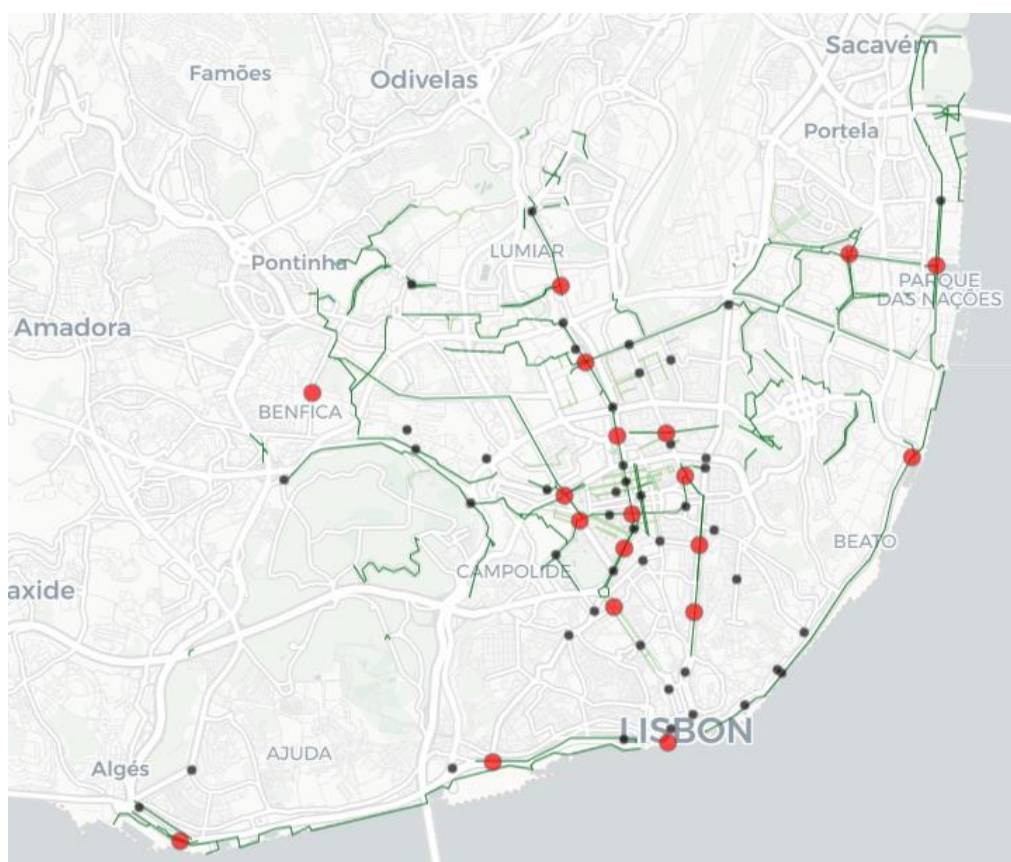 Sacavém
Famões
Odivelas
Portela
LUMIAR
Pontinha
PARQUE
DAS NAÇÕES
Amadora
BENFICA
BEATO
CAMPOLIDE
axide
LISBON
AJUDA
Algés